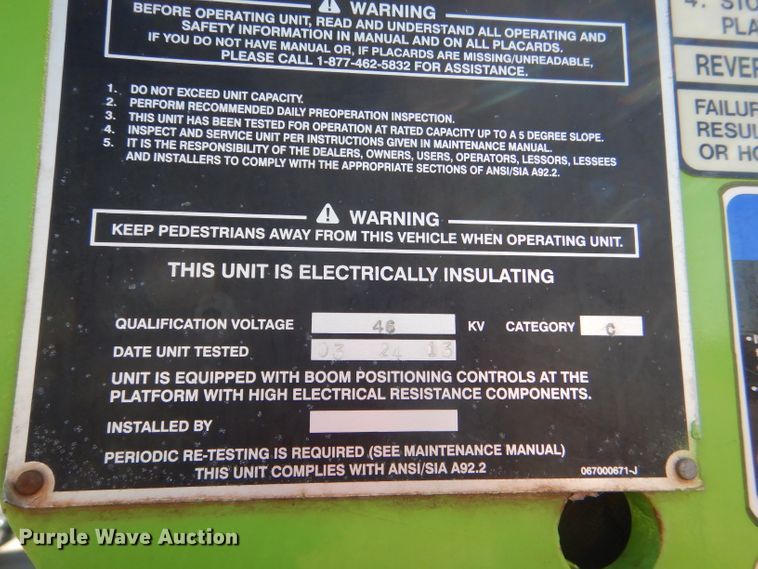 WARNING
BEFORE OPERATING UNIT, READ AND UNDERSTAND ALL OPERATING AND
SAFETY INFORMATION IN MANUAL AND ON ALL PLACARDS.
IF YOU DO NOT HAVE MANUAL OR, IF PLACARDS ARE MISSING/UNREADABLE,
PLEASE CALL 1-877-462-5832 FOR ASSISTANCE.
1. DO NOT EXCEED UNIT CAPACITY.
2. PERFORM RECOMMENDED DAILY PREOPERATION INSPECTION.
3. THIS UNIT HAS BEEN TESTED FOR OPERATION AT RATED CAPACITY UP TO A 5 DEGREE SLOPE.
4. INSPECT AND SERVICE UNIT PER INSTRUCTIONS GIVEN IN MAINTENANCE MANUAL.
5. IT IS THE RESPONSIBILITY OF THE DEALERS, OWNERS, USERS, OPERATORS, LESSORS, LESSEES
AND INSTALLERS TO COMPLY WITH THE APPROPRIATE SECTIONS OF ANSI/SIA A92.2.
WARNING
KEEP PEDESTRIANS AWAY FROM THIS VEHICLE WHEN OPERATING UNIT.
THIS UNIT IS ELECTRICALLY INSULATING
QUALIFICATION VOLTAGE 46 KV CATEGORY C
DATE UNIT TESTED 03 24 13
UNIT IS EQUIPPED WITH BOOM POSITIONING CONTROLS AT THE
PLATFORM WITH HIGH ELECTRICAL RESISTANCE COMPONENTS.
INSTALLED BY
PERIODIC RE-TESTING IS REQUIRED (SEE MAINTENANCE MANUAL)
THIS UNIT COMPLIES WITH ANSI/SIA A92.2
067000671-J
4. STO
PLA
REVER
FAILUR
RESUL
OR HO
Purple Wave Auction